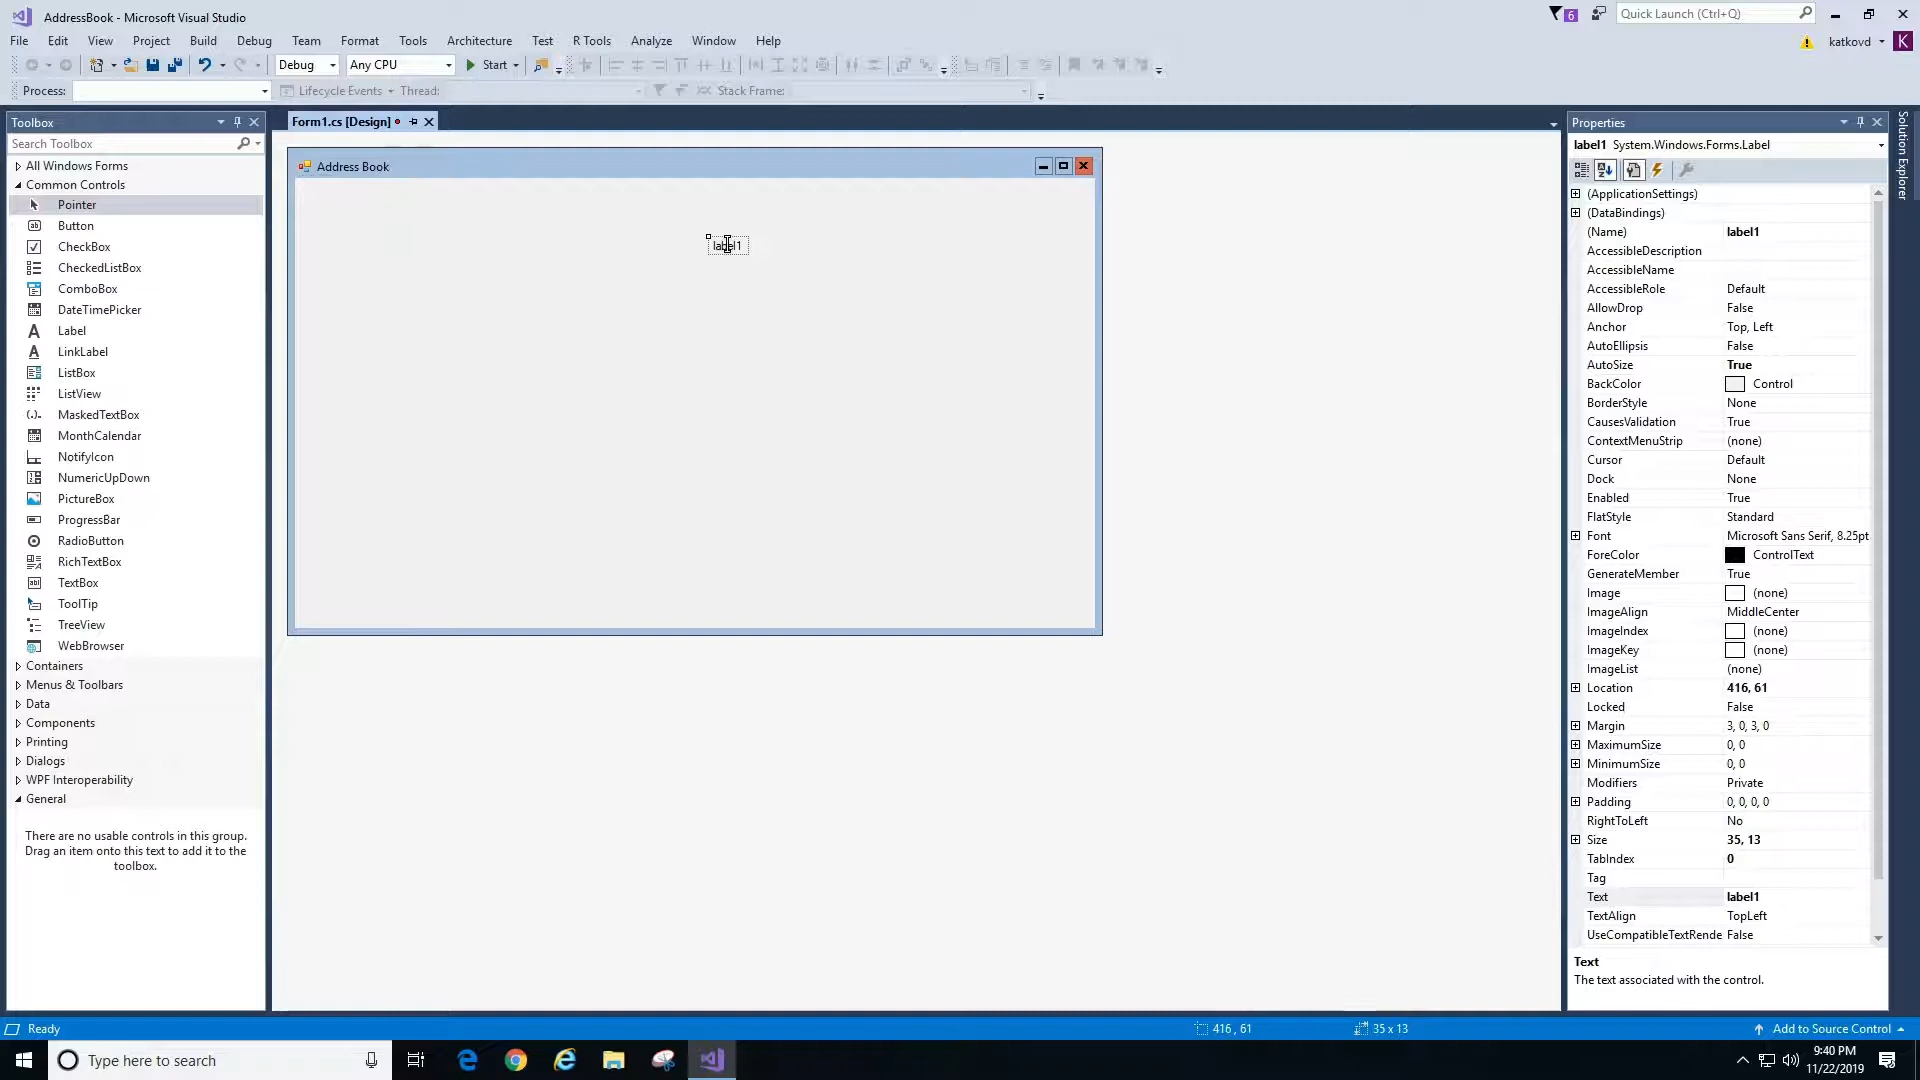 AddressBook - Microsoft Visual Studio
6
Quick Launch (Ctrl+Q)
File Edit View Project Build Debug Team Format Tools Architecture Test R Tools Analyze Window Help
katkovd K
Debug Any CPU Start
Process: Lifecycle Events Thread: Stack Frame:
Toolbox
Search Toolbox
All Windows Forms
Common Controls
Pointer
Button
CheckBox
CheckedListBox
ComboBox
DateTimePicker
Label
LinkLabel
ListBox
ListView
MaskedTextBox
MonthCalendar
NotifyIcon
NumericUpDown
PictureBox
ProgressBar
RadioButton
RichTextBox
TextBox
ToolTip
TreeView
WebBrowser
Containers
Menus & Toolbars
Data
Components
Printing
Dialogs
WPF Interoperability
General
There are no usable controls in this group.
Drag an item onto this text to add it to the
toolbox.
Form1.cs [Design]
Address Book
label1
Properties
label1 System.Windows.Forms.Label
(ApplicationSettings)
(DataBindings)
(Name) label1
AccessibleDescription
AccessibleName
AccessibleRole Default
AllowDrop False
Anchor Top, Left
AutoEllipsis False
AutoSize True
BackColor Control
BorderStyle None
CausesValidation True
ContextMenuStrip (none)
Cursor Default
Dock None
Enabled True
FlatStyle Standard
Font Microsoft Sans Serif, 8.25pt
ForeColor ControlText
GenerateMember True
Image (none)
ImageAlign MiddleCenter
ImageIndex (none)
ImageKey (none)
ImageList (none)
Location 416, 61
Locked False
Margin 3, 0, 3, 0
MaximumSize 0, 0
MinimumSize 0, 0
Modifiers Private
Padding 0, 0, 0, 0
RightToLeft No
Size 35, 13
TabIndex 0
Tag
Text label1
TextAlign TopLeft
UseCompatibleTextRende False
Text
The text associated with the control.
Solution Explorer
Ready 416 , 61 35 x 13 Add to Source Control
Type here to search
9:40 PM
11/22/2019